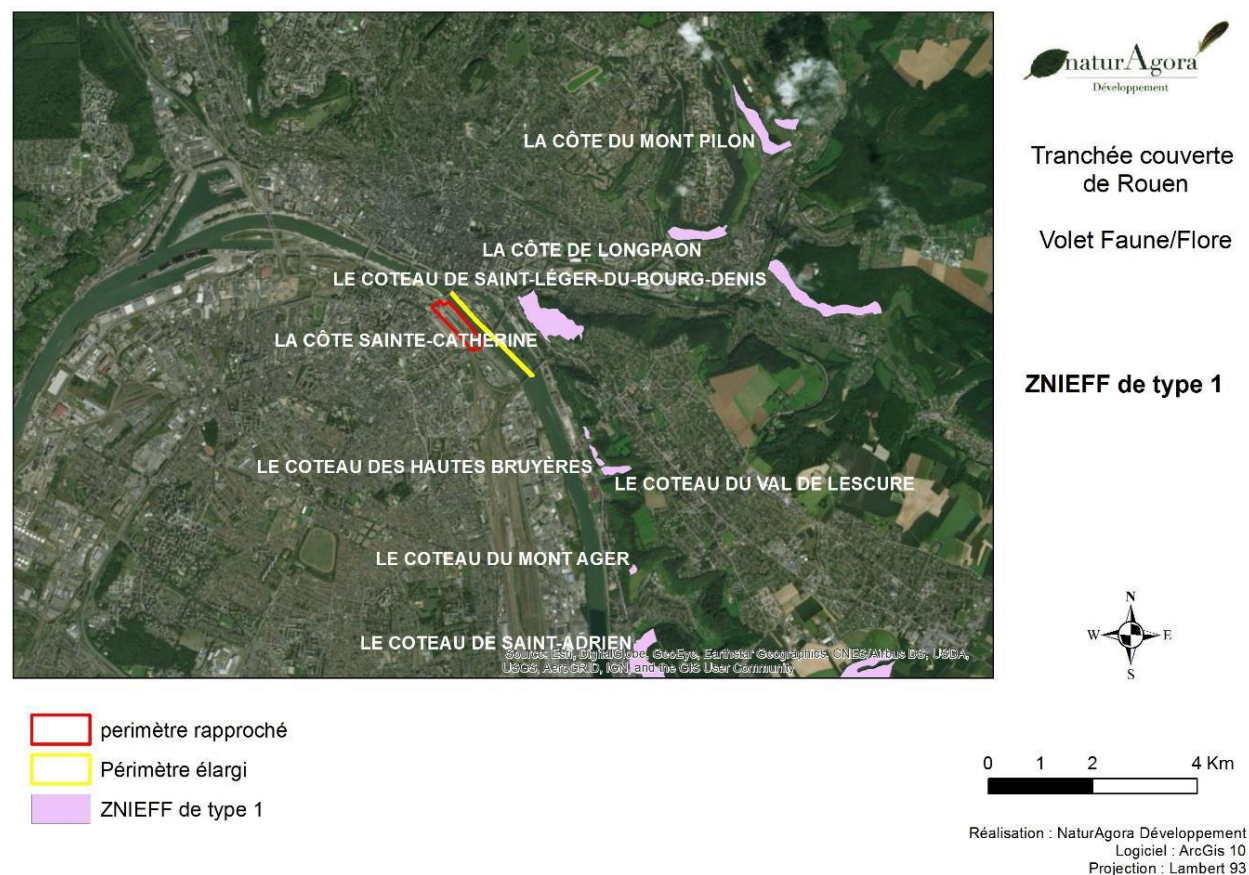 naturAgora
Développement
Tranchée couverte
de Rouen
Volet Faune/Flore
ZNIEFF de type 1
LA CÔTE DU MONT PILON
LA CÔTE DE LONGPAON
LE COTEAU DE SAINT-LÉGER-DU-BOURG-DENIS
LA CÔTE SAINTE-CATHERINE
LE COTEAU DES HAUTES BRUYÈRES
LE COTEAU DU VAL DE LESCURE
LE COTEAU DU MONT AGER
LE COTEAU DE SAINT-ADRIEN
Source: Esri, DigitalGlobe, GeoEye, Earthstar Geographics, CNES/Airbus DS, USDA,
USGS, AeroGRID, IGN, and the GIS User Community
N
W E
S
perimètre rapproché
Périmètre élargi
ZNIEFF de type 1
0 1 2 4 Km
Réalisation : NaturAgora Développement
Logiciel : ArcGis 10
Projection : Lambert 93